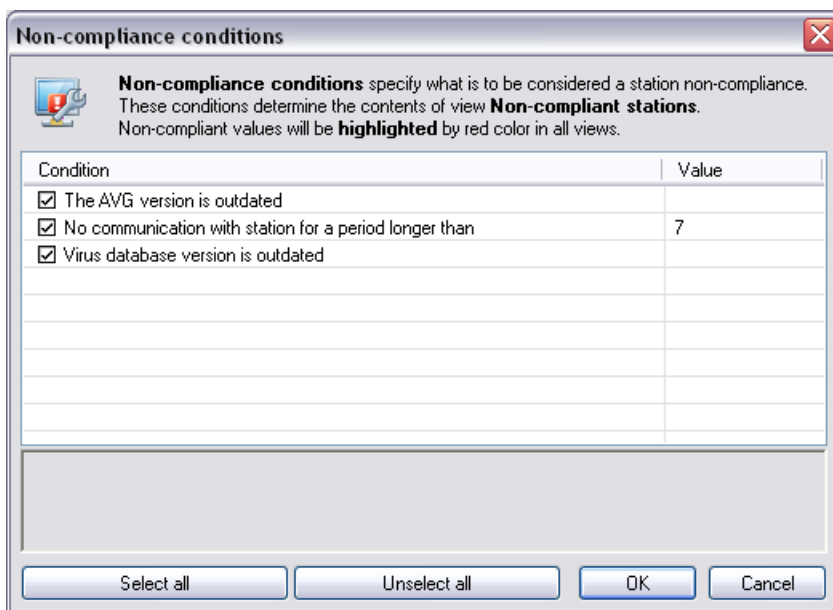 Non-compliance conditions
Non-compliance conditions specify what is to be considered a station non-compliance.
These conditions determine the contents of view Non-compliant stations.
Non-compliant values will be highlighted by red color in all views.
Condition Value
The AVG version is outdated
No communication with station for a period longer than 7
Virus database version is outdated
Select all Unselect all OK Cancel